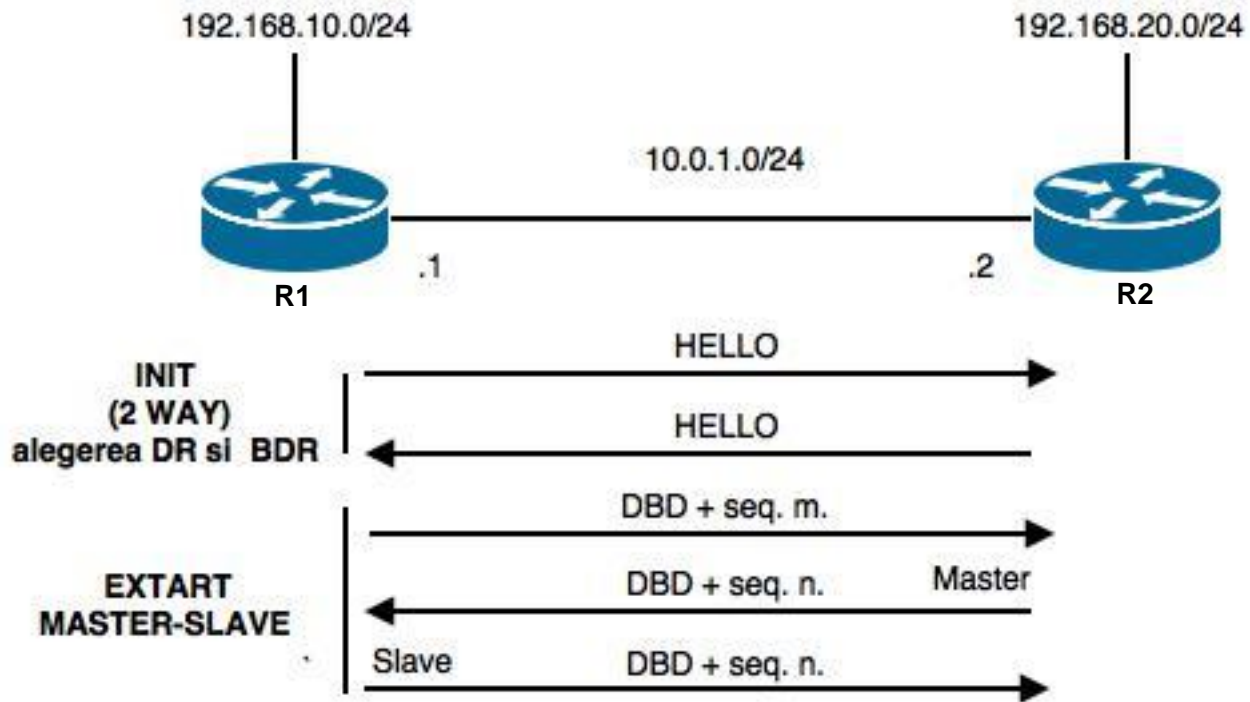 192.168.10.0/24
192.168.20.0/24
10.0.1.0/24
.1
.2
R1
R2
HELLO
INIT
(2 WAY)
alegerea DR si BDR
HELLO
DBD + seq. m.
EXTART
MASTER-SLAVE
DBD + seq. n.
Master
Slave
DBD + seq. n.